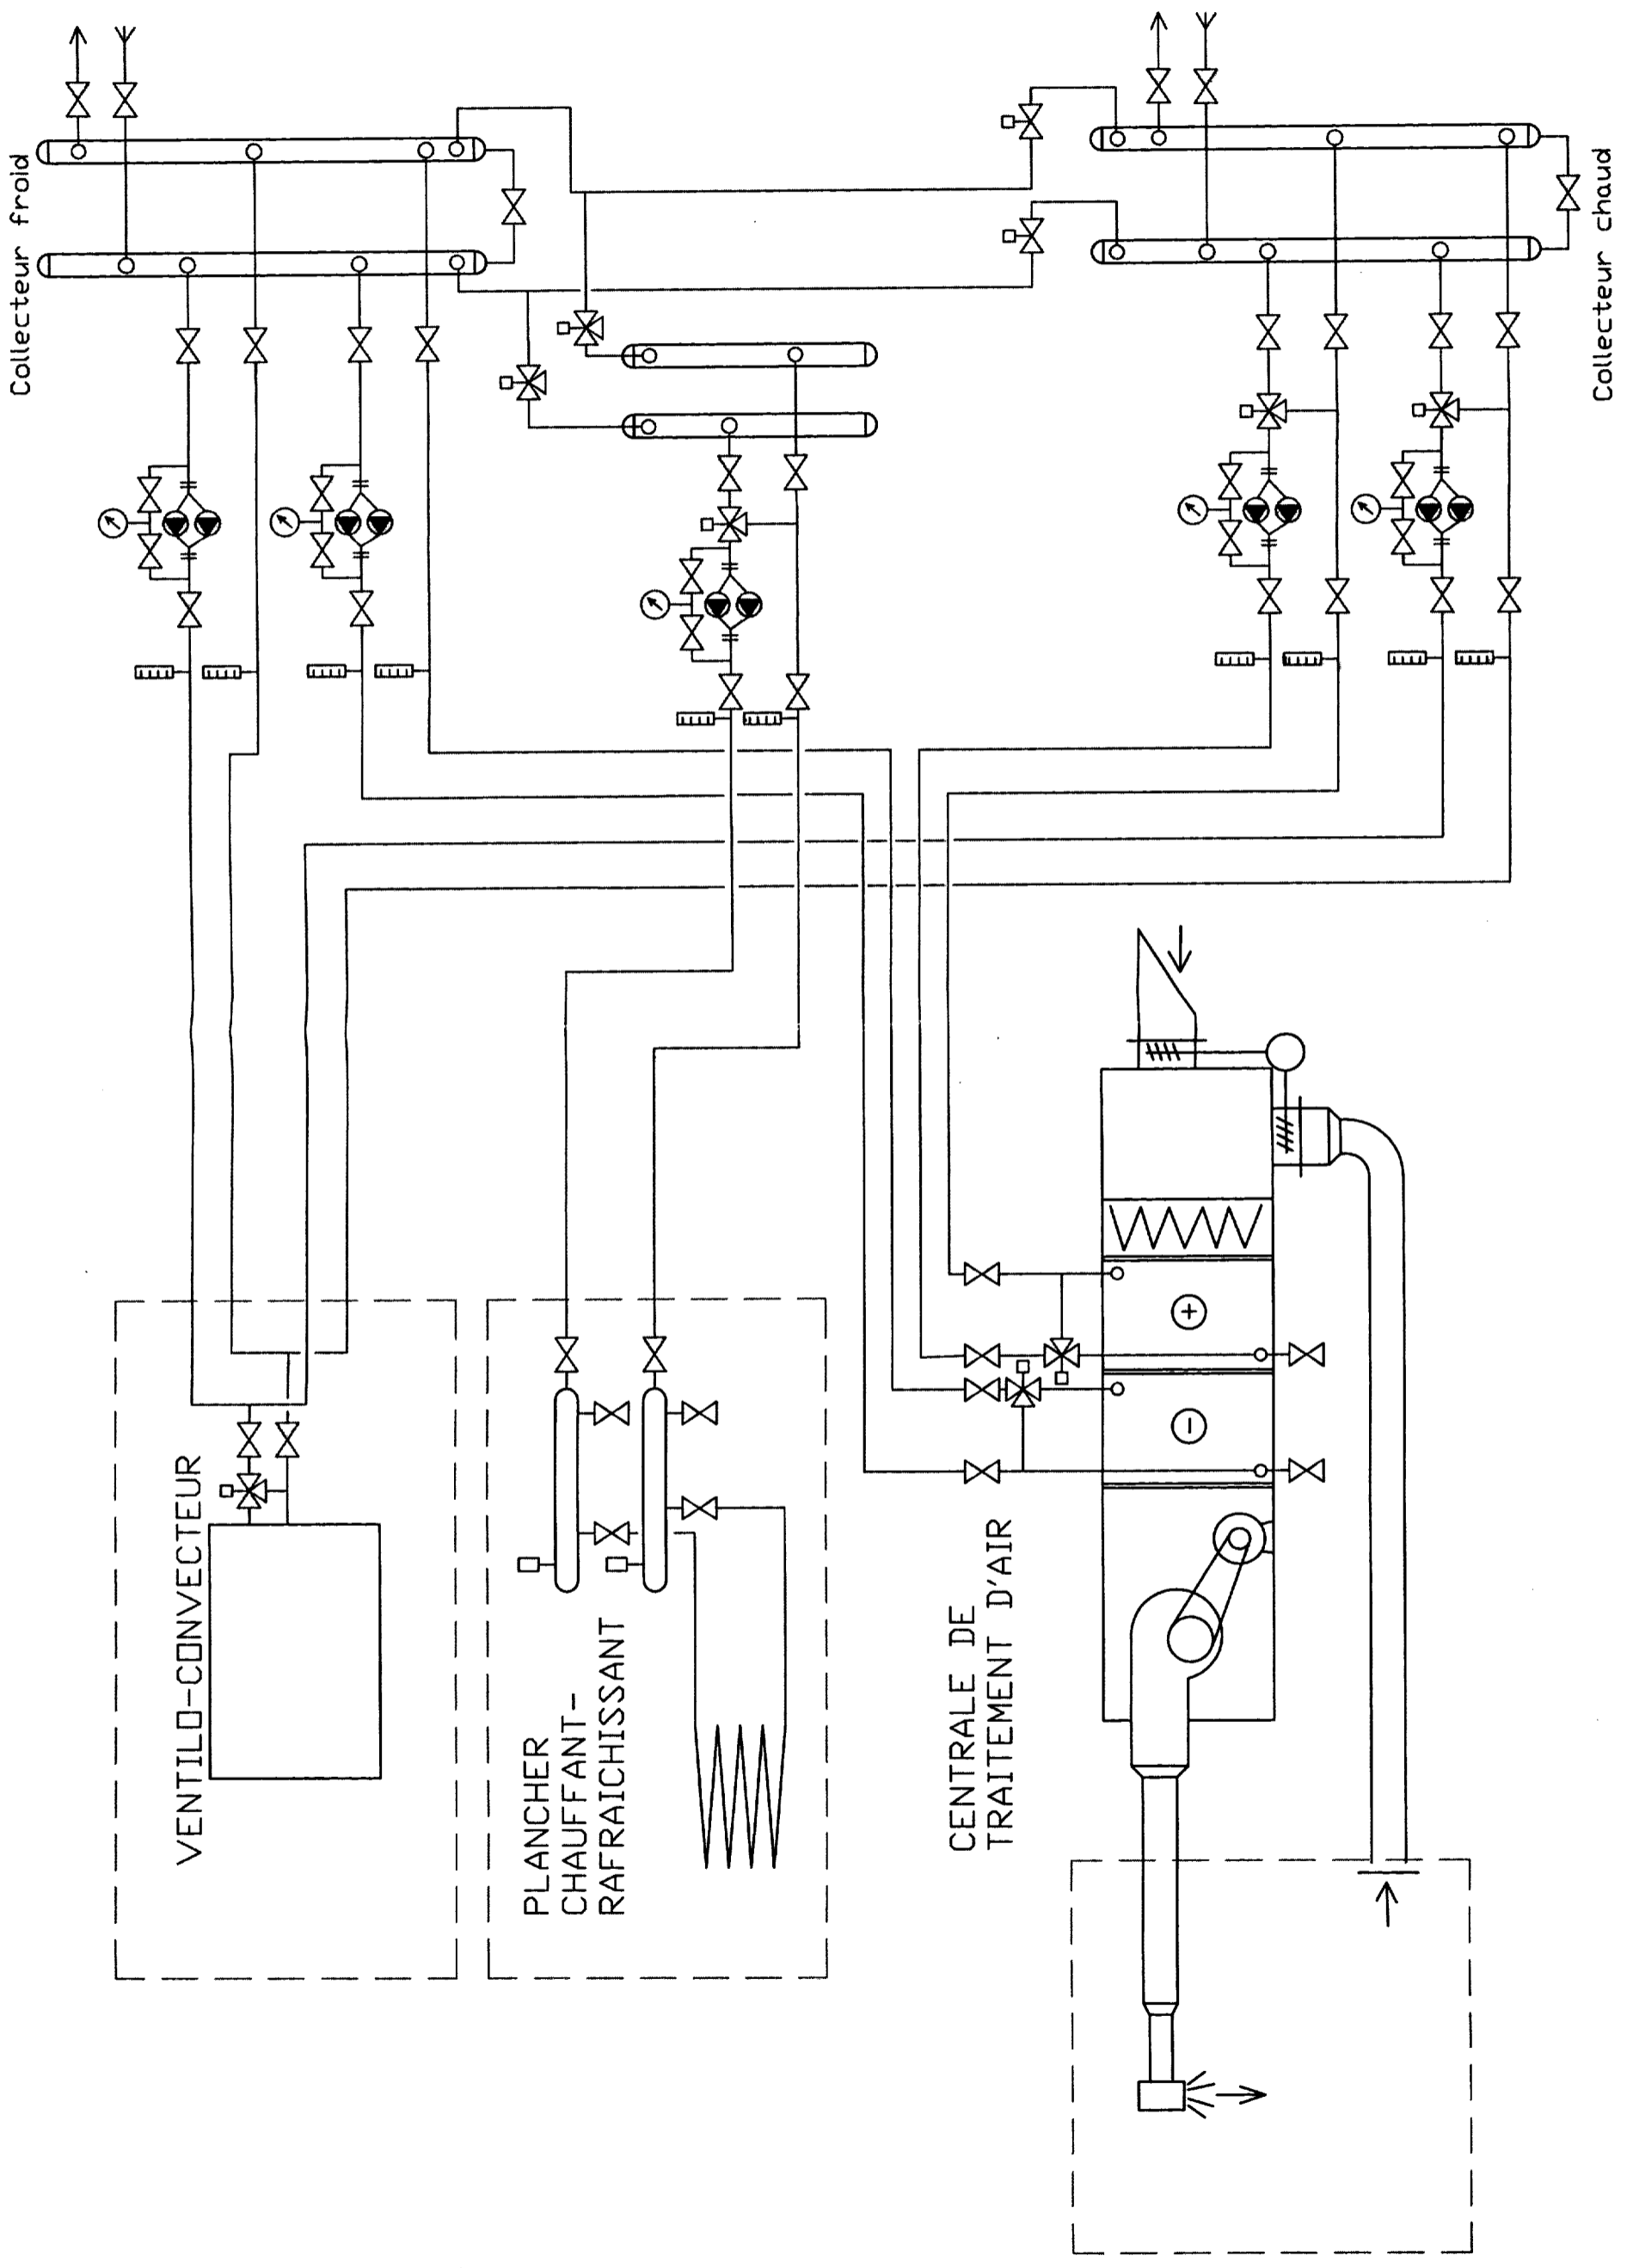 Collecteur froid
Collecteur chaud
VENTILO-CONVECTEUR
PLANCHER
CHAUFFANT-
RAFRAICHISSANT
CENTRALE DE
TRAITEMENT D'AIR